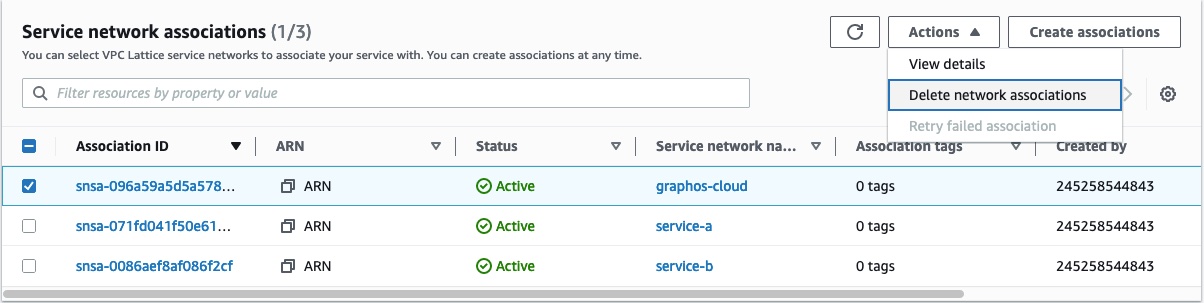 Service network associations (1/3)
You can select VPC Lattice service networks to associate your service with. You can create associations at any time.
Actions
Create associations
View details
Delete network associations
Retry failed association
Filter resources by property or value
Association ID ARN Status Service network na... Association tags Created by
snsa-096a59a5d5a578... ARN Active graphos-cloud 0 tags 245258544843
snsa-071fd041f50e61... ARN Active service-a 0 tags 245258544843
snsa-0086aef8af086f2cf ARN Active service-b 0 tags 245258544843